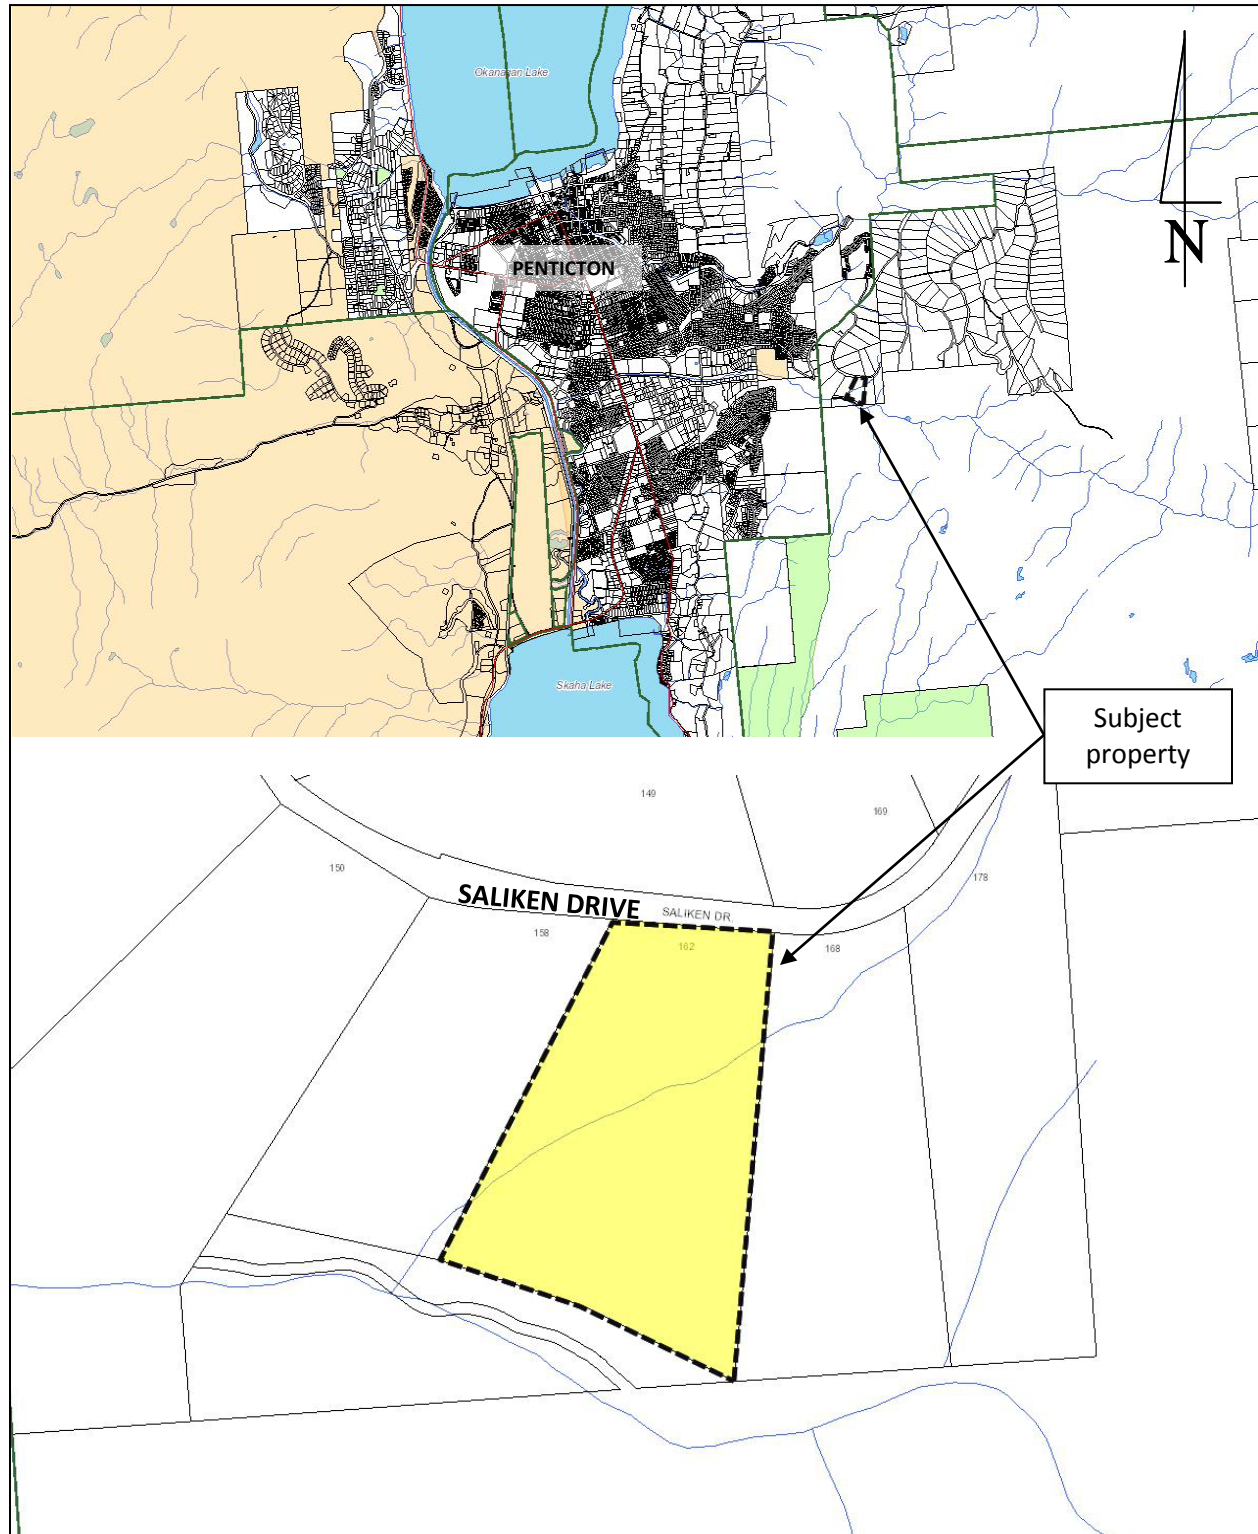 Okanagan Lake
N
PENTICTON
Skaha Lake
Subject
property
149
169
150
178
SALIKEN DRIVE
SALIKEN DR.
158
162
168